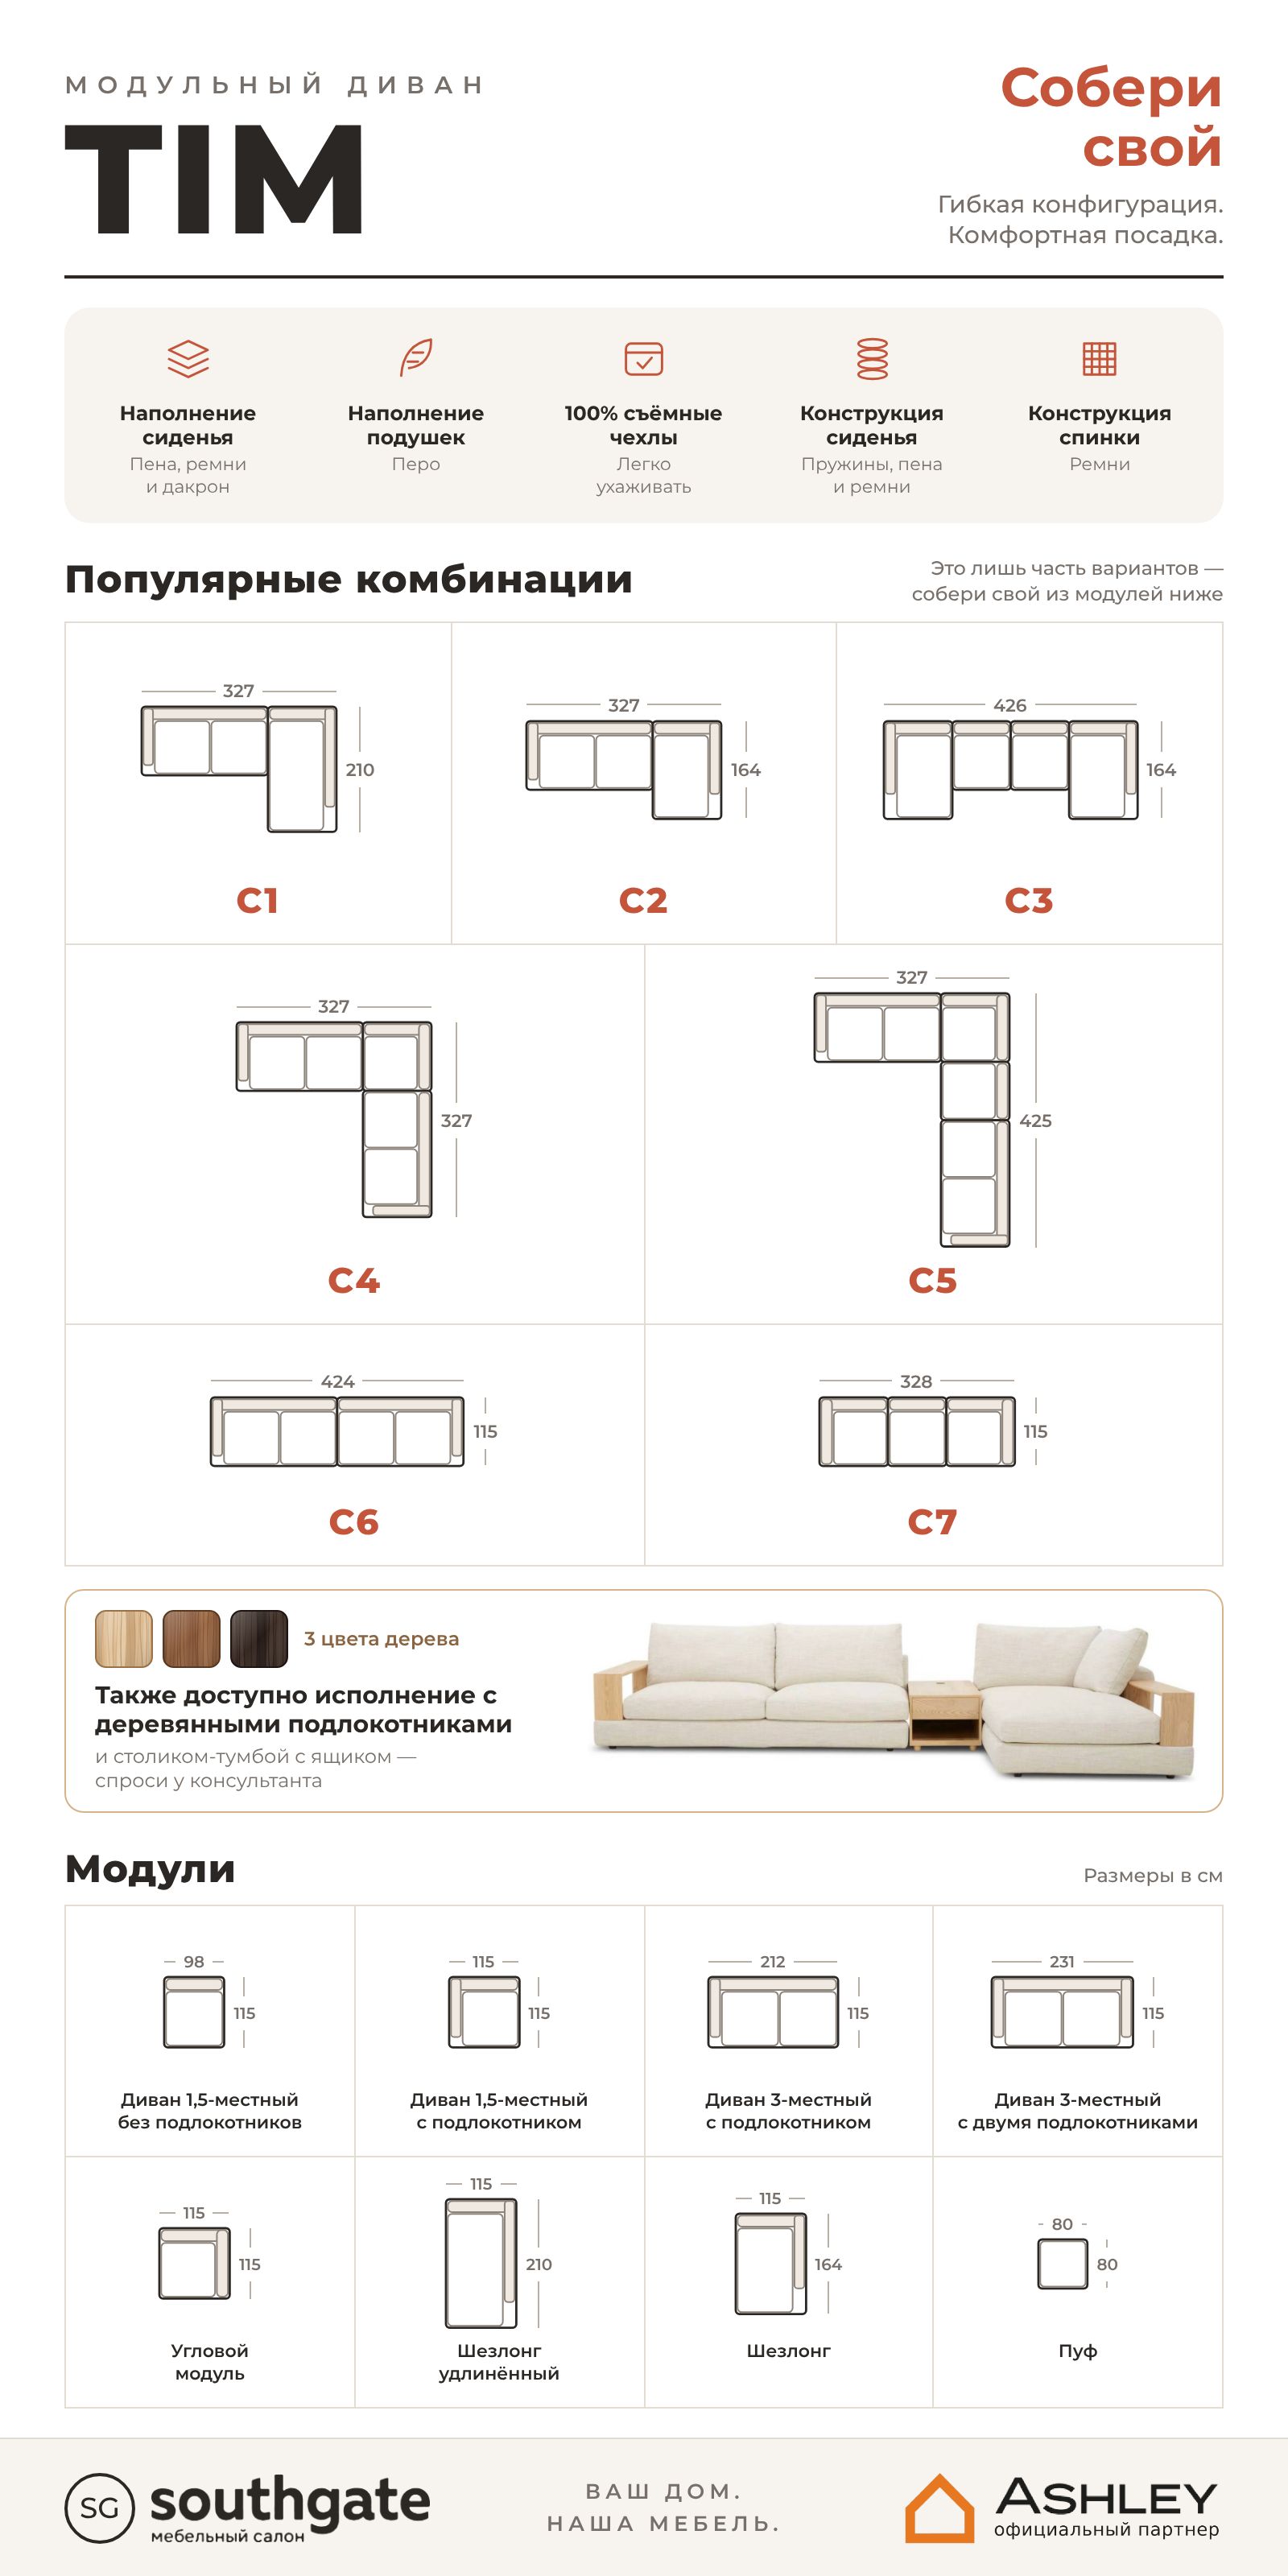 МОДУЛЬНЫЙ ДИВАН
TIM
Собери
свой
Гибкая конфигурация.
Комфортная посадка.
Наполнение
сиденья
Пена, ремни
и дакрон
Наполнение
подушек
Перо
100% съёмные
чехлы
Легко
ухаживать
Конструкция
сиденья
Пружины, пена
и ремни
Конструкция
спинки
Ремни
Популярные комбинации
Это лишь часть вариантов —
собери свой из модулей ниже
327
210
C1
327
164
C2
426
164
C3
327
327
C4
327
425
C5
424
115
C6
328
115
C7
3 цвета дерева
Также доступно исполнение с
деревянными подлокотниками
и столиком-тумбой с ящиком —
спроси у консультанта
Модули
Размеры в см
98
115
Диван 1,5-местный
без подлокотников
115
115
Диван 1,5-местный
с подлокотником
212
115
Диван 3-местный
с подлокотником
231
115
Диван 3-местный
с двумя подлокотниками
115
115
Угловой
модуль
115
210
Шезлонг
удлинённый
115
164
Шезлонг
80
80
Пуф
SG
southgate
мебельный салон
ВАШ ДОМ.
НАША МЕБЕЛЬ.
ASHLEY
официальный партнер